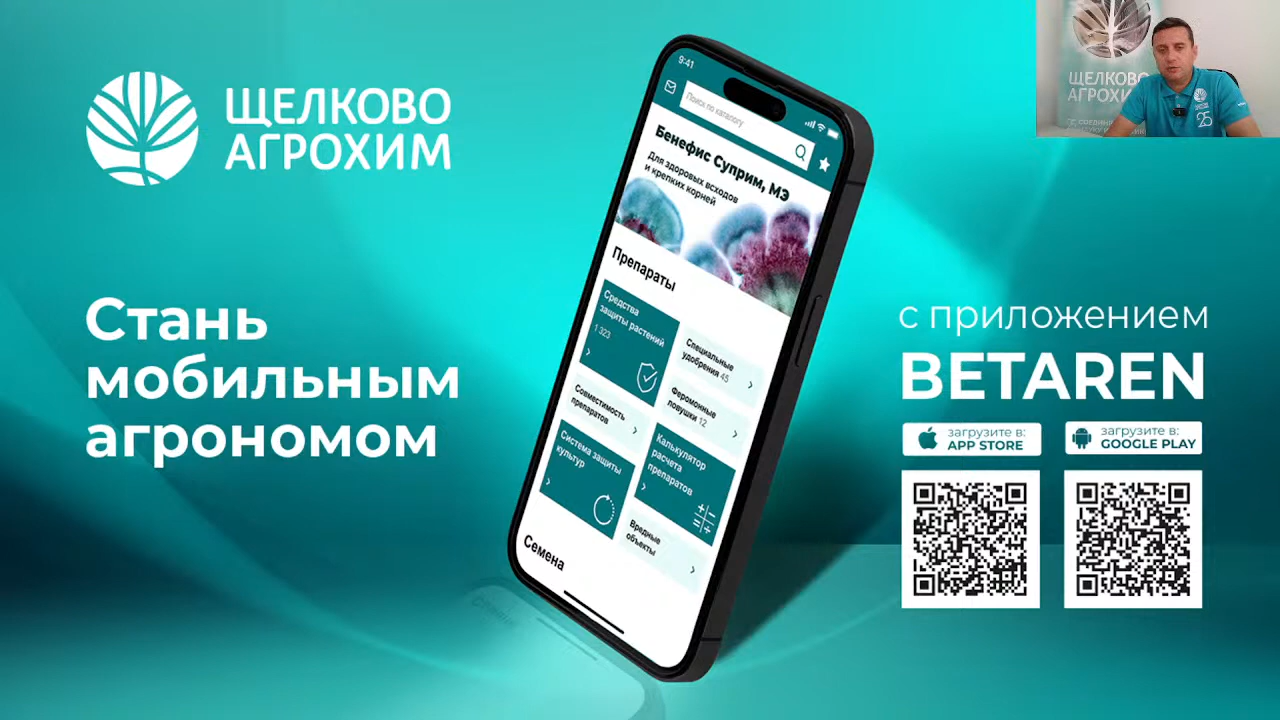 ЩЕЛКОВО
АГРОХИМ
Стань
мобильным
агрономом
9:41
Поиск по каталогу
Бенефис Суприм, МЭ
Для здоровых всходов
и крепких корней
Препараты
Средства
защиты растений
1 323
Специальные
удобрения 45
Совместимость
препаратов
Феромонные
ловушки 12
Система защиты
культур
Калькулятор
расчета
препаратов
Вредные
объекты
Семена
с приложением
BETAREN
загрузите в:
APP STORE
загрузите в:
GOOGLE PLAY
ЩЕЛКОВО
АГРОХИМ
25